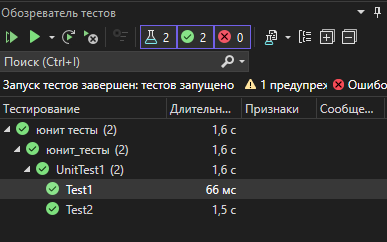 Обозреватель тестов
2 2 0
Поиск (Ctrl+I)
Запуск тестов завершен: тестов запущено 1 предупреж Ошибо
Тестирование Длительн... Признаки Сообще...
юнит тесты (2) 1,6 с
юнит_тесты (2) 1,6 с
UnitTest1 (2) 1,6 с
Test1 66 мс
Test2 1,5 с